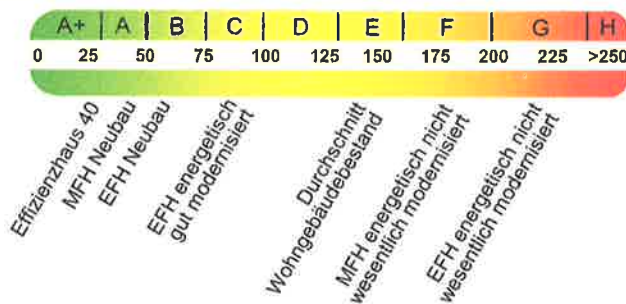 A+ A B C D E F G H
0 25 50 75 100 125 150 175 200 225 >250
Effizienzhaus 40
MFH Neubau
EFH Neubau
EFH energetisch
gut modernisiert
Durchschnitt
Wohngebäudebestand
MFH energetisch nicht
wesentlich modernisiert
EFH energetisch nicht
wesentlich modernisiert